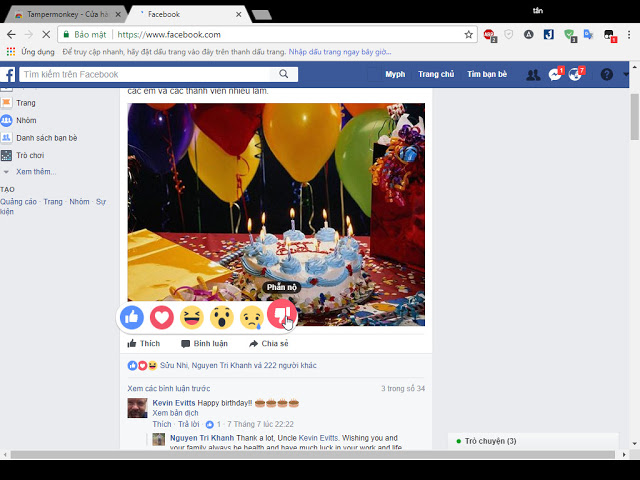 tấn
Tampermonkey - Cửa hà
Facebook
Bảo mật
https://www.facebook.com
2
1
Ứng dụng
Để truy cập nhanh, hãy đặt dấu trang vào đây trên thanh dấu trang.
Nhập dấu trang ngay bây giờ...
Tìm kiếm trên Facebook
Myph
Trang chủ
Tìm bạn bè
1
7
các em và các thành viên nhiều lắm.
Trang
Nhóm
Danh sách bạn bè
Trò chơi
Xem thêm...
TẠO
Quảng cáo · Trang · Nhóm · Sự
kiện
Phẫn nộ
Thích
Bình luận
Chia sẻ
Sửu Nhi, Nguyen Tri Khanh và 222 người khác
Xem các bình luận trước
3 trong số 34
Kevin Evitts Happy birthday!!
Xem bản dịch
Thích · Trả lời · 1 · 7 Tháng 7 lúc 22:22
Nguyen Tri Khanh Thank a lot, Uncle Kevin Evitts. Wishing you and
your family always be health and have much luck in your work and life.
Trò chuyện (3)